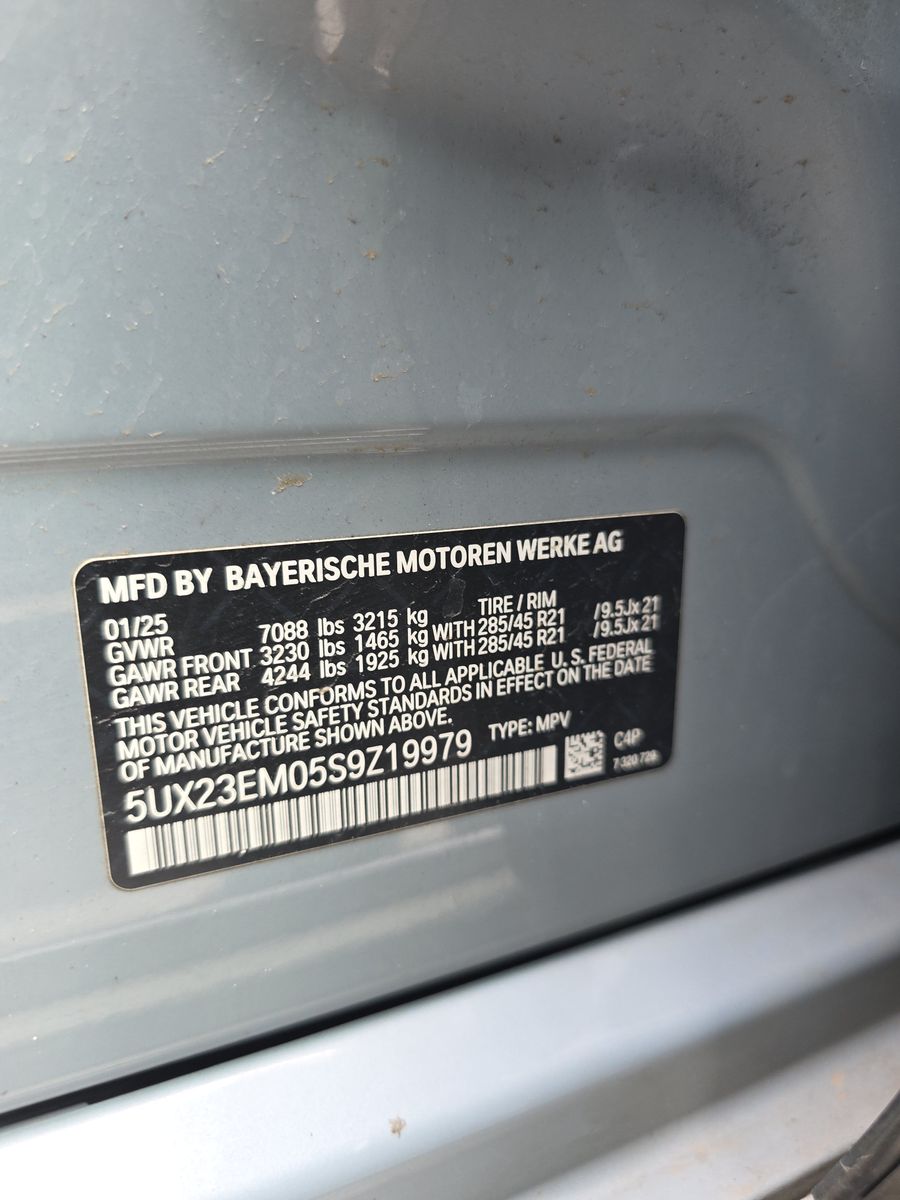 MFD BY BAYERISCHE MOTOREN WERKE AG
01/25 TIRE / RIM
GVWR 7088 lbs 3215 kg
GAWR FRONT 3230 lbs 1465 kg WITH 285/45 R21 /9.5Jx21
GAWR REAR 4244 lbs 1925 kg WITH 285/45 R21 /9.5Jx21
THIS VEHICLE CONFORMS TO ALL APPLICABLE U.S. FEDERAL
MOTOR VEHICLE SAFETY STANDARDS IN EFFECT ON THE DATE
OF MANUFACTURE SHOWN ABOVE.
5UX23EM05S9Z19979 TYPE: MPV
C4P
7 320 729